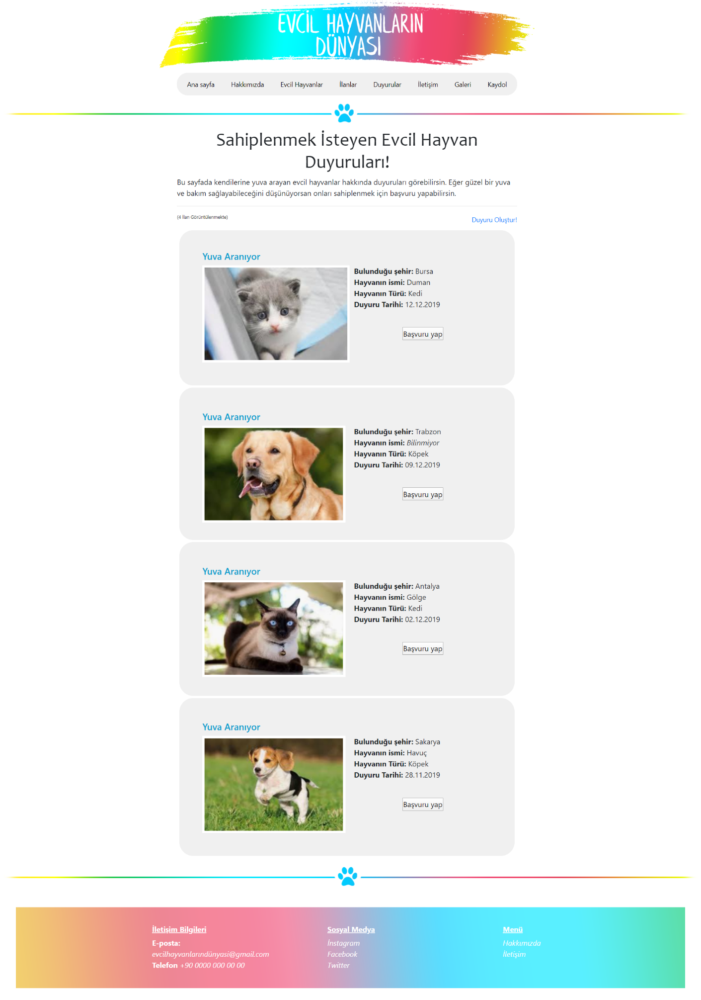 EVCİL HAYVANLARIN
DÜNYASI
Ana sayfa Hakkımızda Evcil Hayvanlar İlanlar Duyurular İletişim Galeri Kaydol
Sahiplenmek İsteyen Evcil Hayvan
Duyuruları!
Bu sayfada kendilerine yuva arayan evcil hayvanlar hakkında duyuruları görebilirsin. Eğer güzel bir yuva
ve bakım sağlayabileceğini düşünüyorsan onları sahiplenmek için başvuru yapabilirsin.
(4 İlan Görüntülenmekte)
Duyuru Oluştur!
Yuva Aranıyor
Bulunduğu şehir: Bursa
Hayvanın ismi: Duman
Hayvanın Türü: Kedi
Duyuru Tarihi: 12.12.2019
Başvuru yap
Yuva Aranıyor
Bulunduğu şehir: Trabzon
Hayvanın ismi: Bilinmiyor
Hayvanın Türü: Köpek
Duyuru Tarihi: 09.12.2019
Başvuru yap
Yuva Aranıyor
Bulunduğu şehir: Antalya
Hayvanın ismi: Gölge
Hayvanın Türü: Kedi
Duyuru Tarihi: 02.12.2019
Başvuru yap
Yuva Aranıyor
Bulunduğu şehir: Sakarya
Hayvanın ismi: Havuç
Hayvanın Türü: Köpek
Duyuru Tarihi: 28.11.2019
Başvuru yap
İletişim Bilgileri
E-posta:
evcilhayvanlarındünyasi@gmail.com
Telefon +90 0000 000 00 00
Sosyal Medya
İnstagram
Facebook
Twitter
Menü
Hakkımızda
İletişim